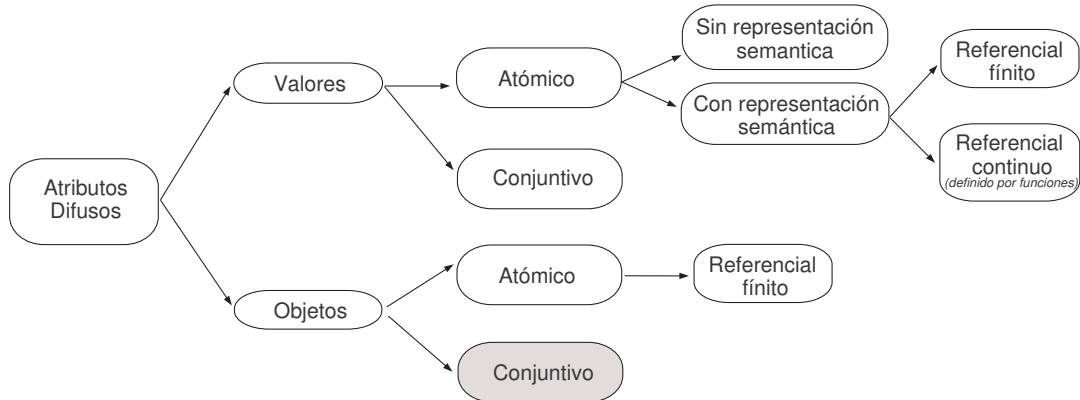 Atributos
Difusos
Valores
Atómico
Sin representación
semantica
Con representación
semántica
Referencial
fínito
Referencial
continuo
(definido por funciones)
Conjuntivo
Objetos
Atómico
Referencial
fínito
Conjuntivo